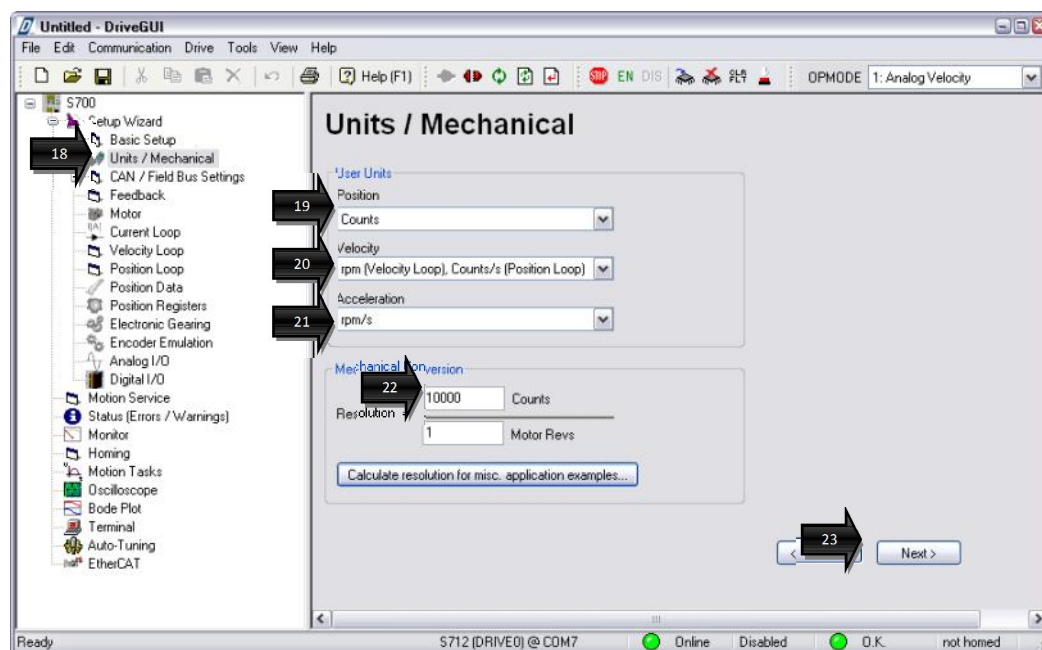 Untitled - DriveGUI
File Edit Communication Drive Tools View Help
Help (F1) STOP EN DIS OPMODE 1: Analog Velocity
S700
Setup Wizard
Basic Setup
18
Units / Mechanical
CAN / Field Bus Settings
Feedback
Motor
Current Loop
Velocity Loop
Position Loop
Position Data
Position Registers
Electronic Gearing
Encoder Emulation
Analog I/O
Digital I/O
Motion Service
Status (Errors / Warnings)
Monitor
Homing
Motion Tasks
Oscilloscope
Bode Plot
Terminal
Auto-Tuning
EtherCAT
Units / Mechanical
User Units
Position
19
Counts
Velocity
20
rpm (Velocity Loop), Counts/s (Position Loop)
Acceleration
21
rpm/s
22
10000 Counts
Resolution
1 Motor Revs
Calculate resolution for misc. application examples...
23
< Next >
Ready S712 (DRIVE0) @ COM7 Online Disabled O.K. not homed